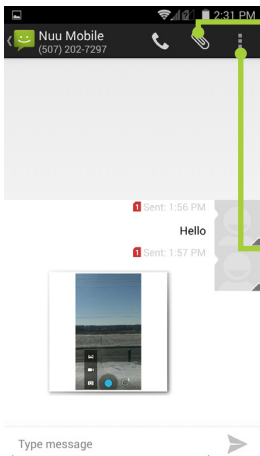 2:31 PM
Nuu Mobile
(507) 202-7297
1 Sent: 1:56 PM
Hello
1 Sent: 1:57 PM
Type message